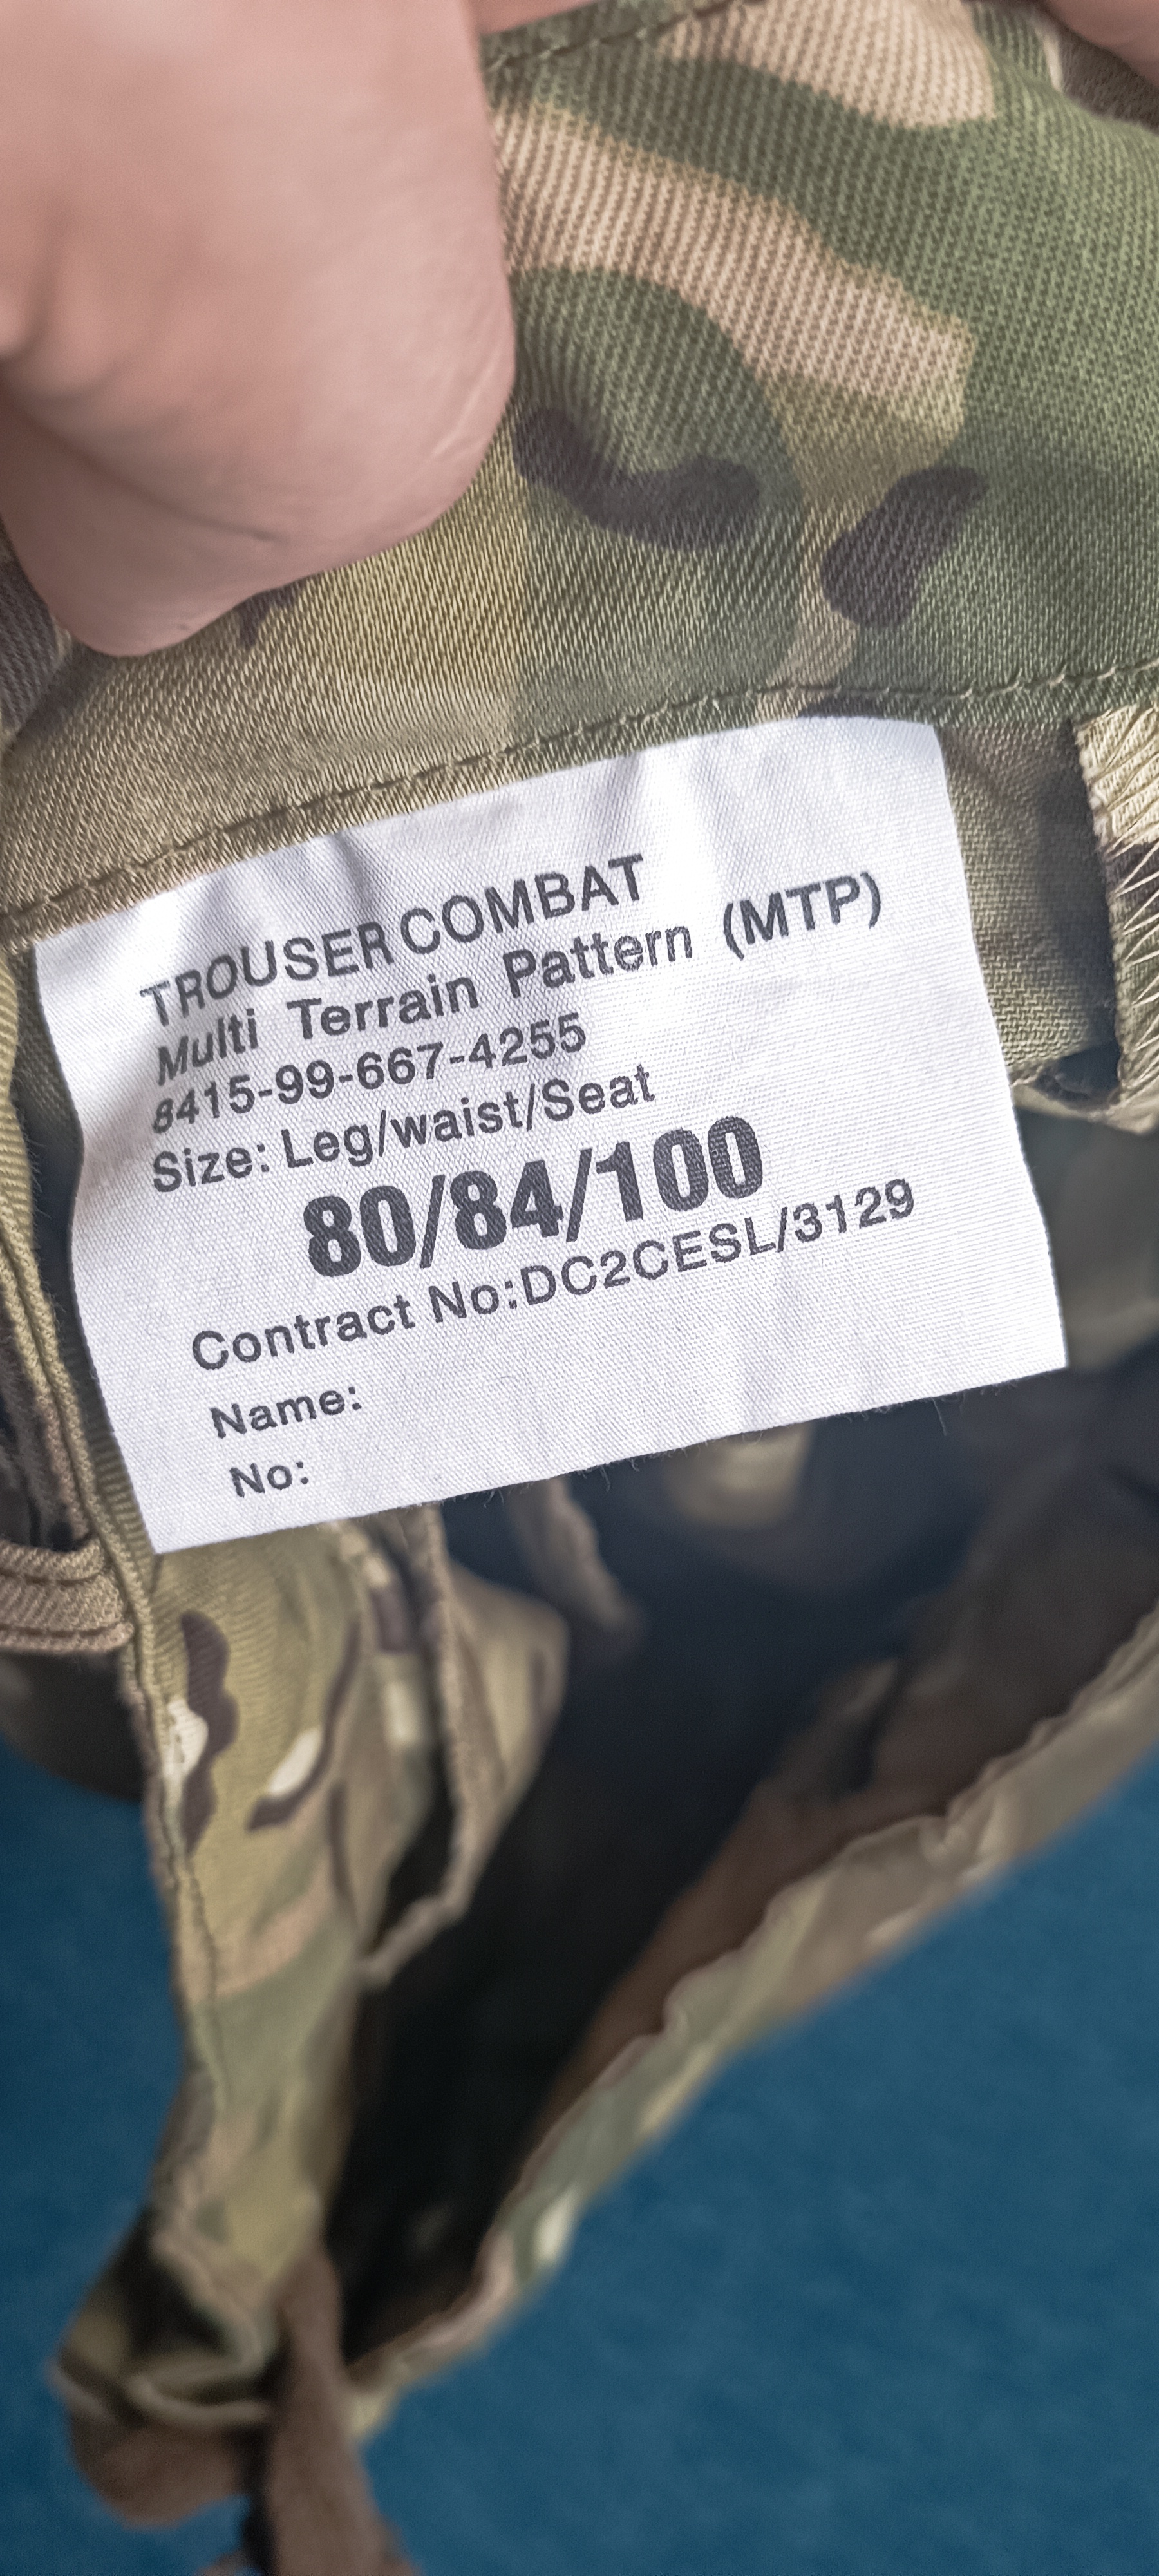 TROUSER COMBAT
Multi Terrain Pattern (MTP)
8415-99-667-4255
Size: Leg/waist/Seat
80/84/100
Contract No:DC2CESL/3129
Name:
No: